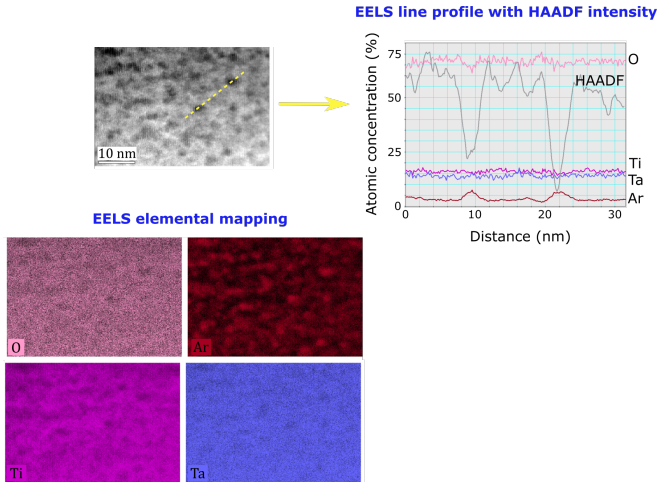 EELS line profile with HAADF intensity
10 nm
Atomic concentration (%)
75
50
25
0
0
10
20
30
Distance (nm)
O
HAADF
Ti
Ta
Ar
EELS elemental mapping
O
Ar
Ti
Ta